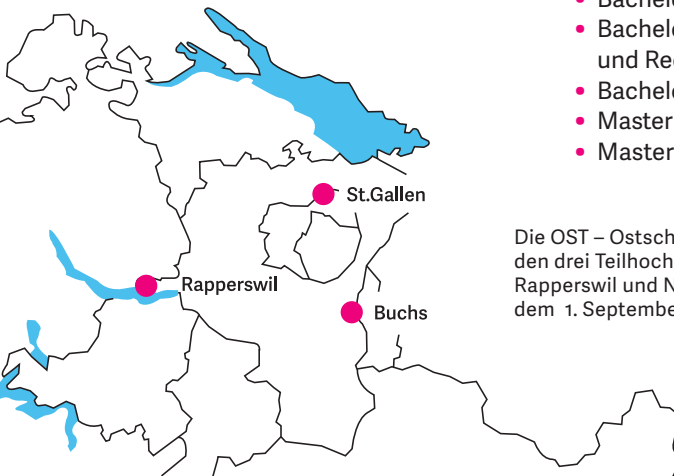 St.Gallen
Rapperswil
Buchs
• Bachel
• Bachel
und Re
• Bachel
• Master
• Master
Die OST – Ostsch
den drei Teilhoch
Rapperswil und N
dem 1. Septembe